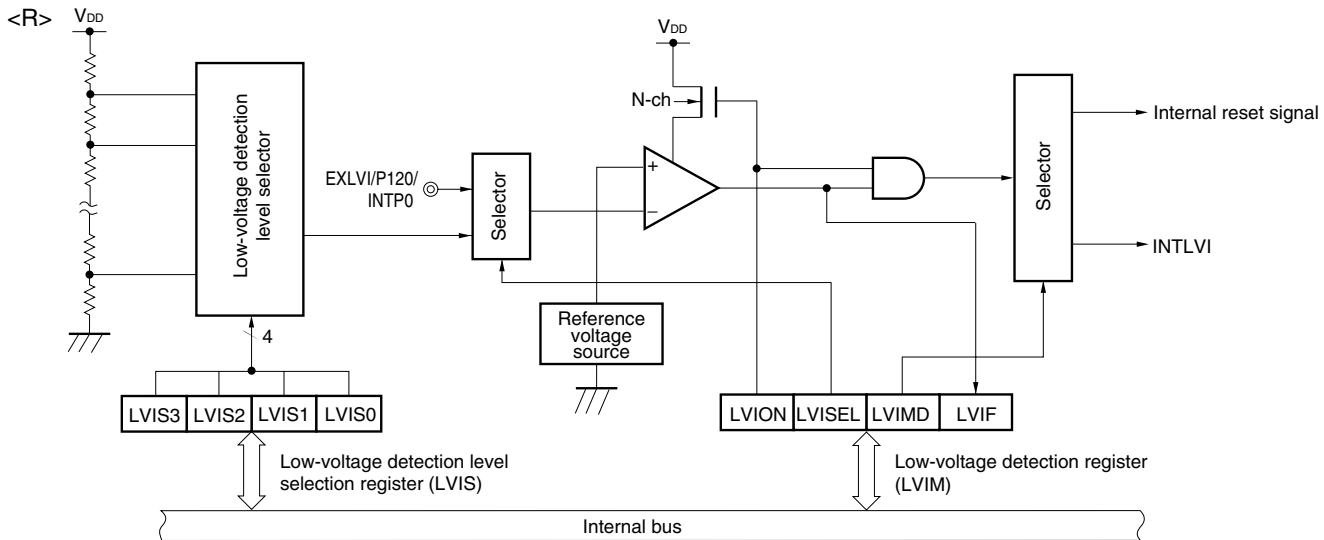 <R>
VDD
Low-voltage detection
level selector
4
LVIS3 LVIS2 LVIS1 LVIS0
Low-voltage detection level
selection register (LVIS)
EXLVI/P120/
INTP0
Selector
VDD
N-ch
+
−
Reference
voltage
source
Selector
Internal reset signal
INTLVI
LVION LVISEL LVIMD LVIF
Low-voltage detection register
(LVIM)
Internal bus